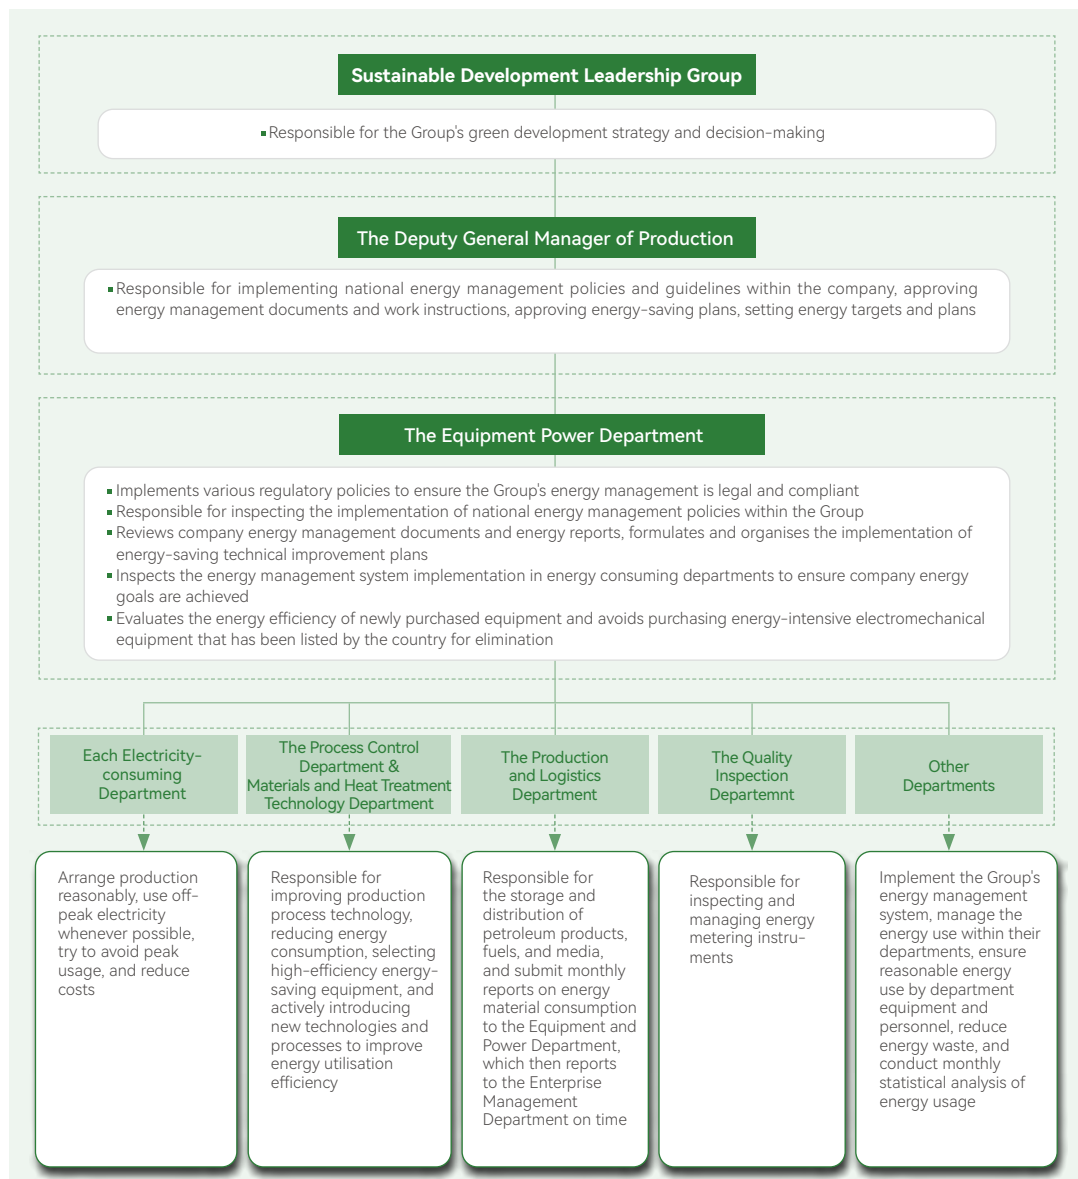 Sustainable Development Leadership Group
Responsible for the Group's green development strategy and decision-making
The Deputy General Manager of Production
Responsible for implementing national energy management policies and guidelines within the company, approving
energy management documents and work instructions, approving energy-saving plans, setting energy targets and plans
The Equipment Power Department
Implements various regulatory policies to ensure the Group's energy management is legal and compliant
Responsible for inspecting the implementation of national energy management policies within the Group
Reviews company energy management documents and energy reports, formulates and organises the implementation of
energy-saving technical improvement plans
Inspects the energy management system implementation in energy consuming departments to ensure company energy
goals are achieved
Evaluates the energy efficiency of newly purchased equipment and avoids purchasing energy-intensive electromechanical
equipment that has been listed by the country for elimination
Each Electricity-
consuming
Department
The Process Control
Department &
Materials and Heat Treatment
Technology Department
The Production
and Logistics
Department
The Quality
Inspection
Departemnt
Other
Departments
Arrange production
reasonably, use off-
peak electricity
whenever possible,
try to avoid peak
usage, and reduce
costs
Responsible for
improving production
process technology,
reducing energy
consumption, selecting
high-efficiency energy-
saving equipment, and
actively introducing
new technologies and
processes to improve
energy utilisation
efficiency
Responsible for
the storage and
distribution of
petroleum products,
fuels, and media,
and submit monthly
reports on energy
material consumption
to the Equipment and
Power Department,
which then reports
to the Enterprise
Management
Department on time
Responsible for
inspecting and
managing energy
metering instru-
ments
Implement the Group's
energy management
system, manage the
energy use within their
departments, ensure
reasonable energy
use by department
equipment and
personnel, reduce
energy waste, and
conduct monthly
statistical analysis of
energy usage